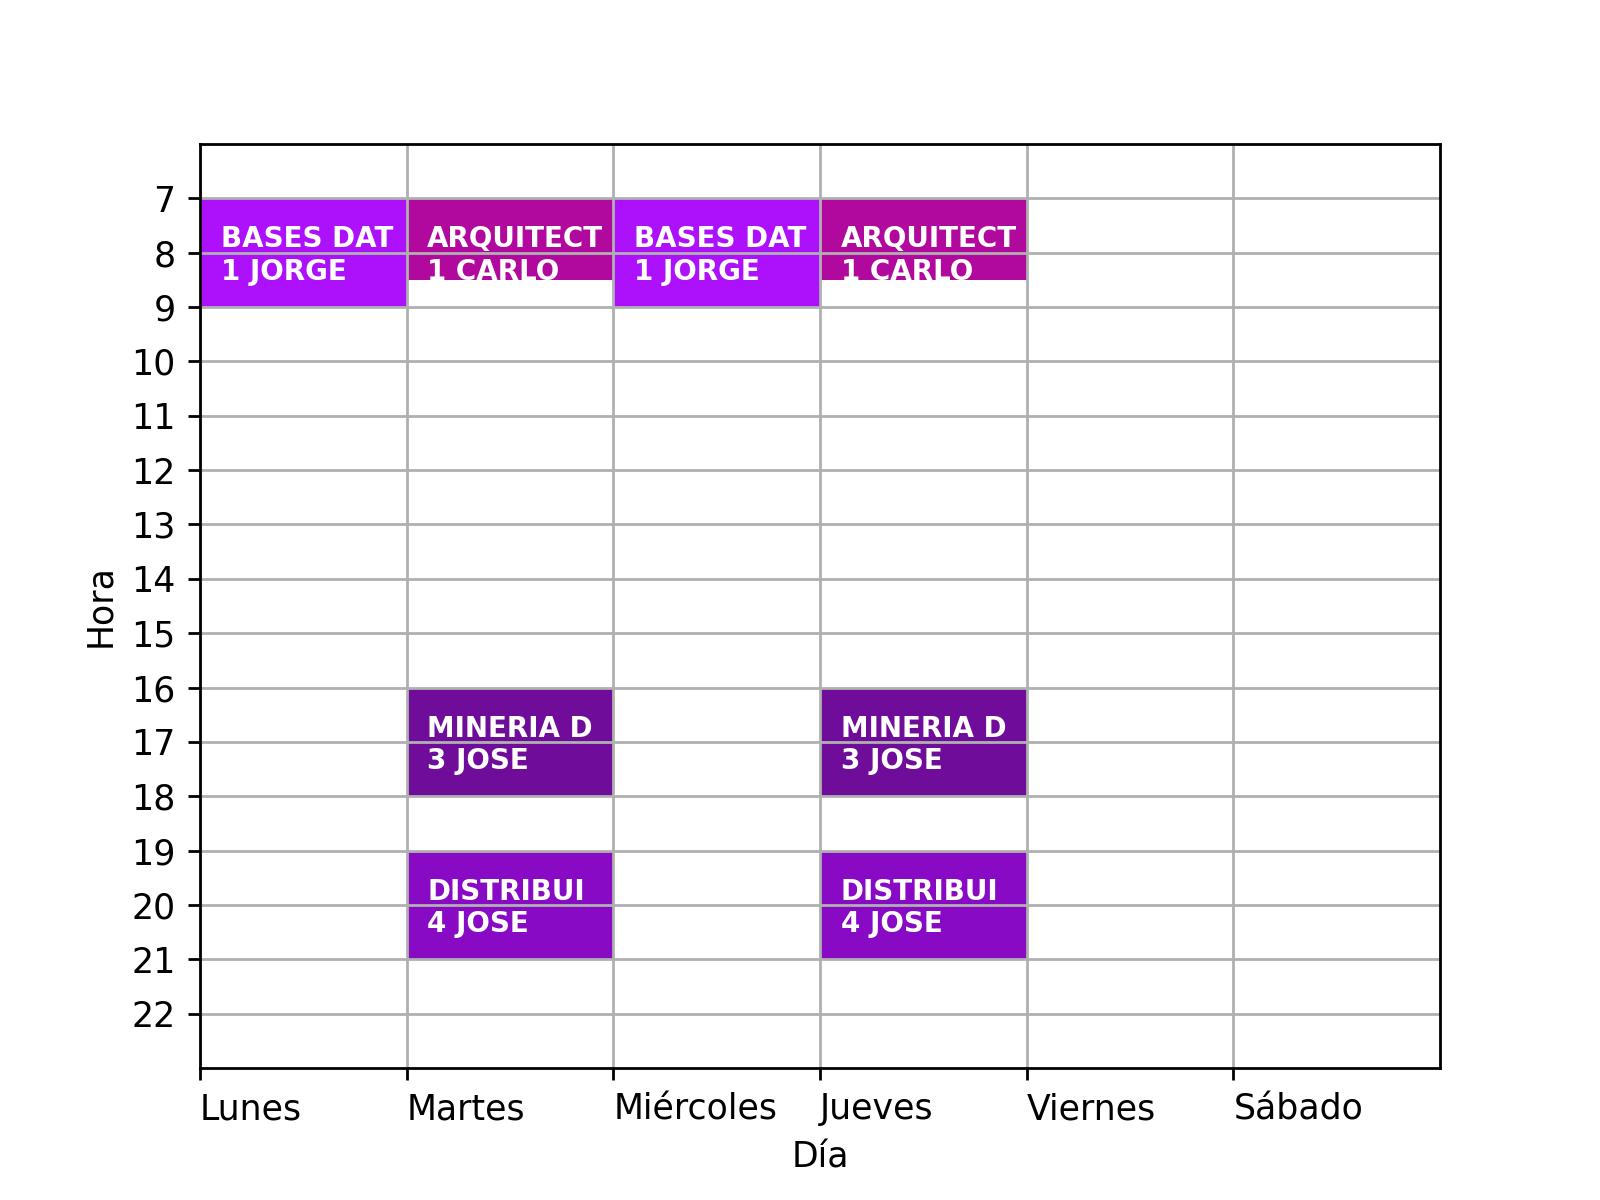 7
BASES DAT
ARQUITECT
BASES DAT
ARQUITECT
8
1 JORGE
1 CARLO
1 JORGE
1 CARLO
9
10
11
12
13
14
Hora
15
16
MINERIA D
MINERIA D
17
3 JOSE
3 JOSE
18
19
DISTRIBUI
DISTRIBUI
20
4 JOSE
4 JOSE
21
22
Lunes
Martes
Miércoles
Jueves
Viernes
Sábado
Día